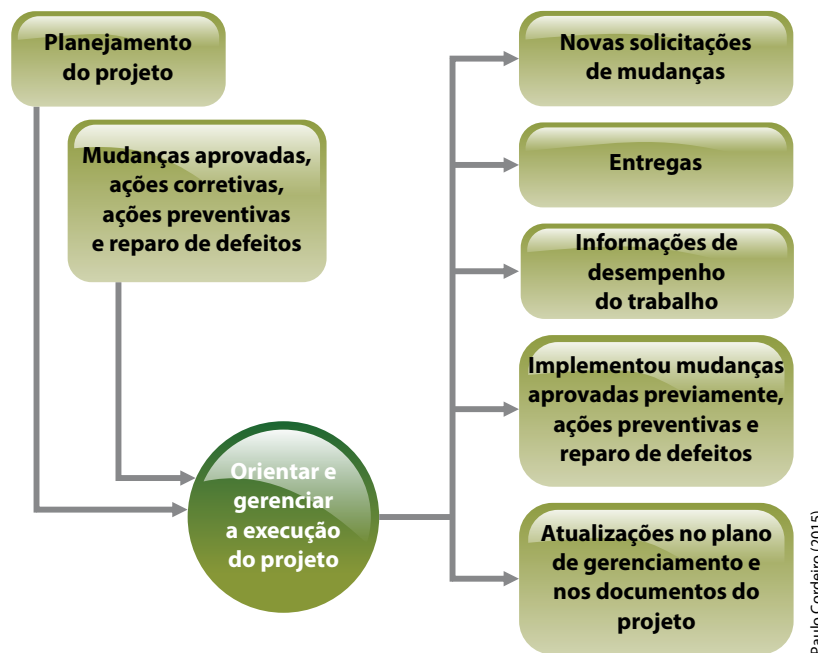 Planejamento
do projeto
Mudanças aprovadas,
ações corretivas,
ações preventivas
e reparo de defeitos
Orientar e
gerenciar
a execução
do projeto
Novas solicitações
de mudanças
Entregas
Informações de
desempenho
do trabalho
Implementou mudanças
aprovadas previamente,
ações preventivas e
reparo de defeitos
Atualizações no plano
de gerenciamento e
nos documentos do
projeto
Paulo Cordeiro (2015)